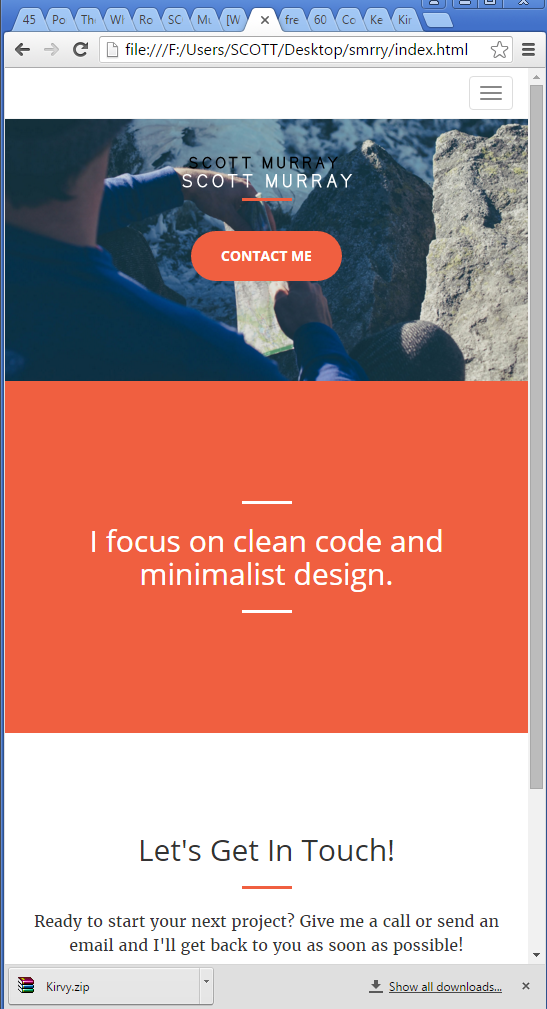 45
Po
The
Wh
Ro
SC
Mu
[W
fre
60
Co
Ke
Kir
file:///F:/Users/SCOTT/Desktop/smrry/index.html
SCOTT MURRAY
SCOTT MURRAY
CONTACT ME
I focus on clean code and
minimalist design.
Let's Get In Touch!
Ready to start your next project? Give me a call or send an
email and I'll get back to you as soon as possible!
Kirvy.zip
Show all downloads...